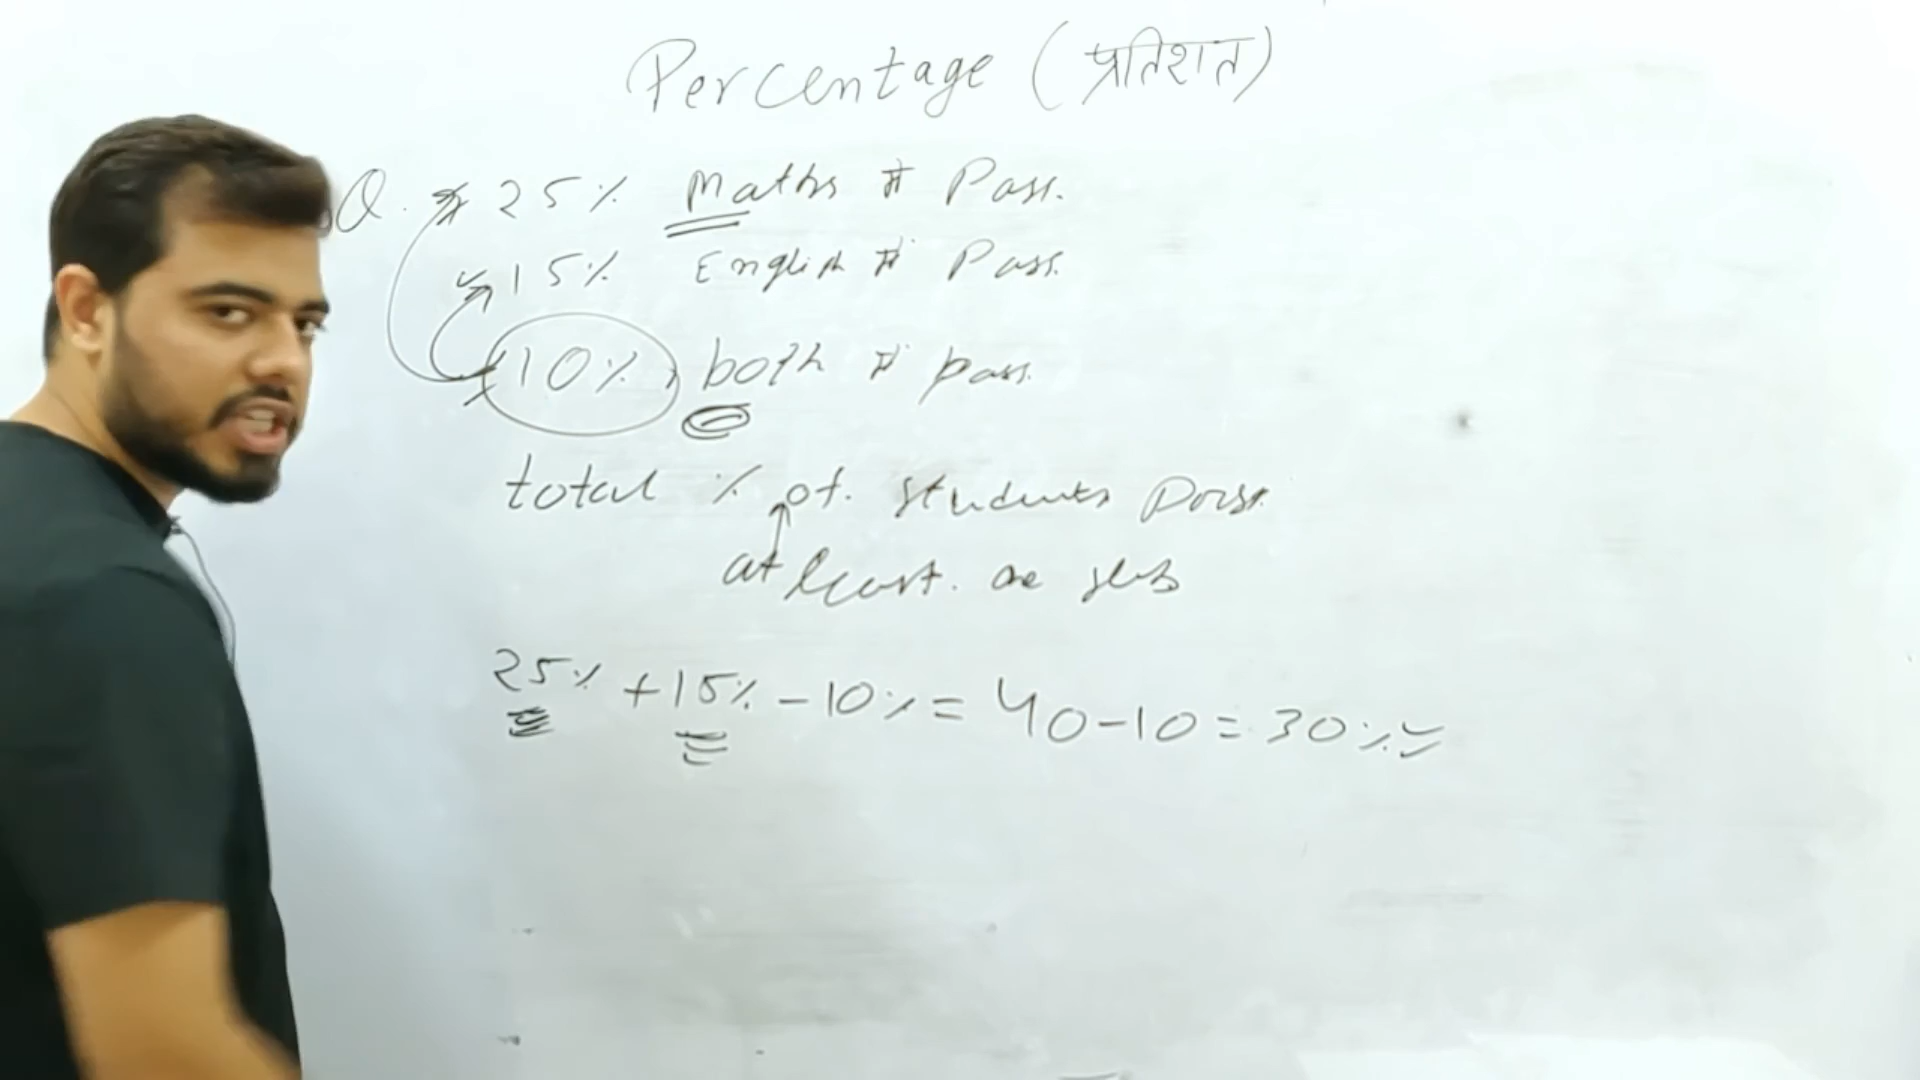 Percentage (प्रतिशत)
Q. 25% Maths में Pass.
15% English में Pass.
10% both में pass.
total % of. students pass.
at least. one sub
25% + 15% - 10% = 40 - 10 = 30%